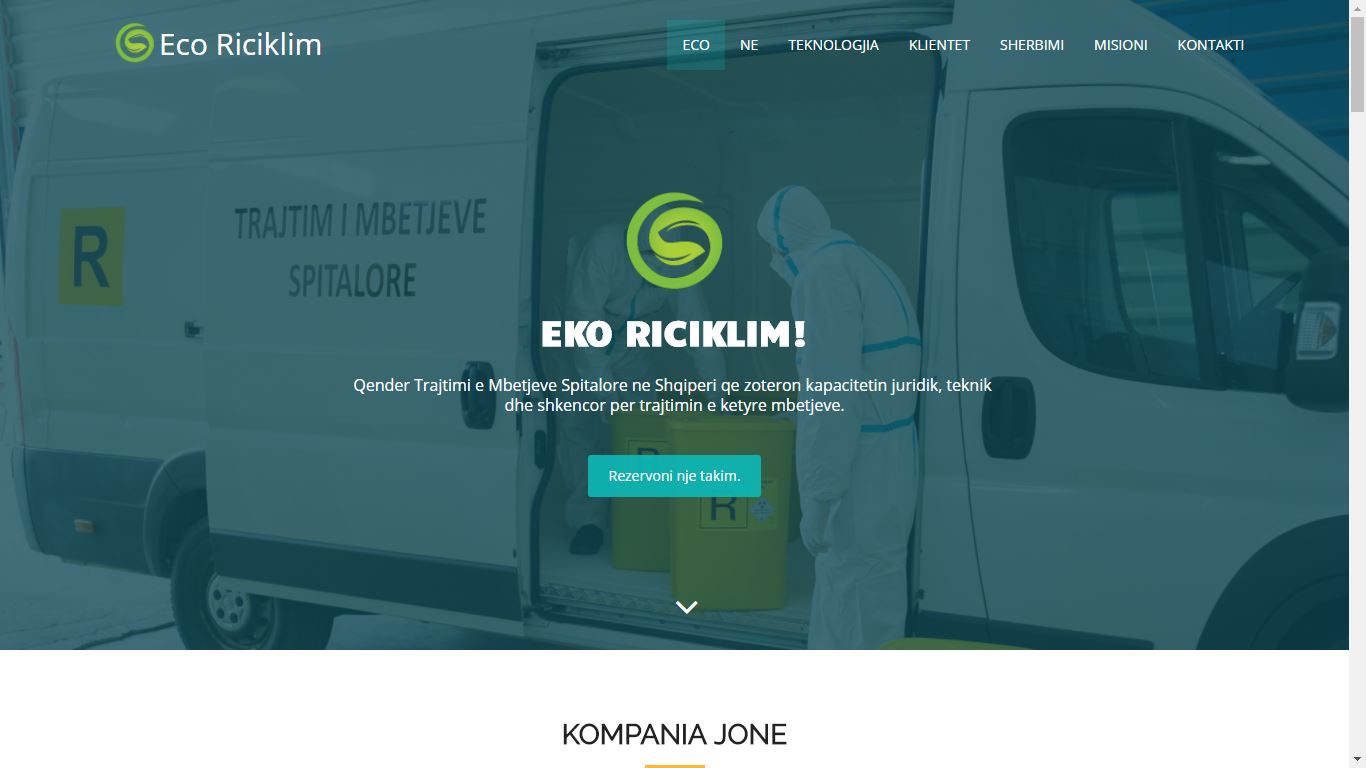 Eco Riciklim
ECO NE TEKNOLOGJIA KLIENTET SHERBIMI MISIONI KONTAKTI
R
TRAJTIM I MBETJEVE
SPITALORE
EKO RICIKLIM!
Qender Trajtimi e Mbetjeve Spitalore ne Shqiperi qe zoteron kapacitetin juridik, teknik
dhe shkencor per trajtimin e ketyre mbetjeve.
Rezervoni nje takim.
R
KOMPANIA JONE